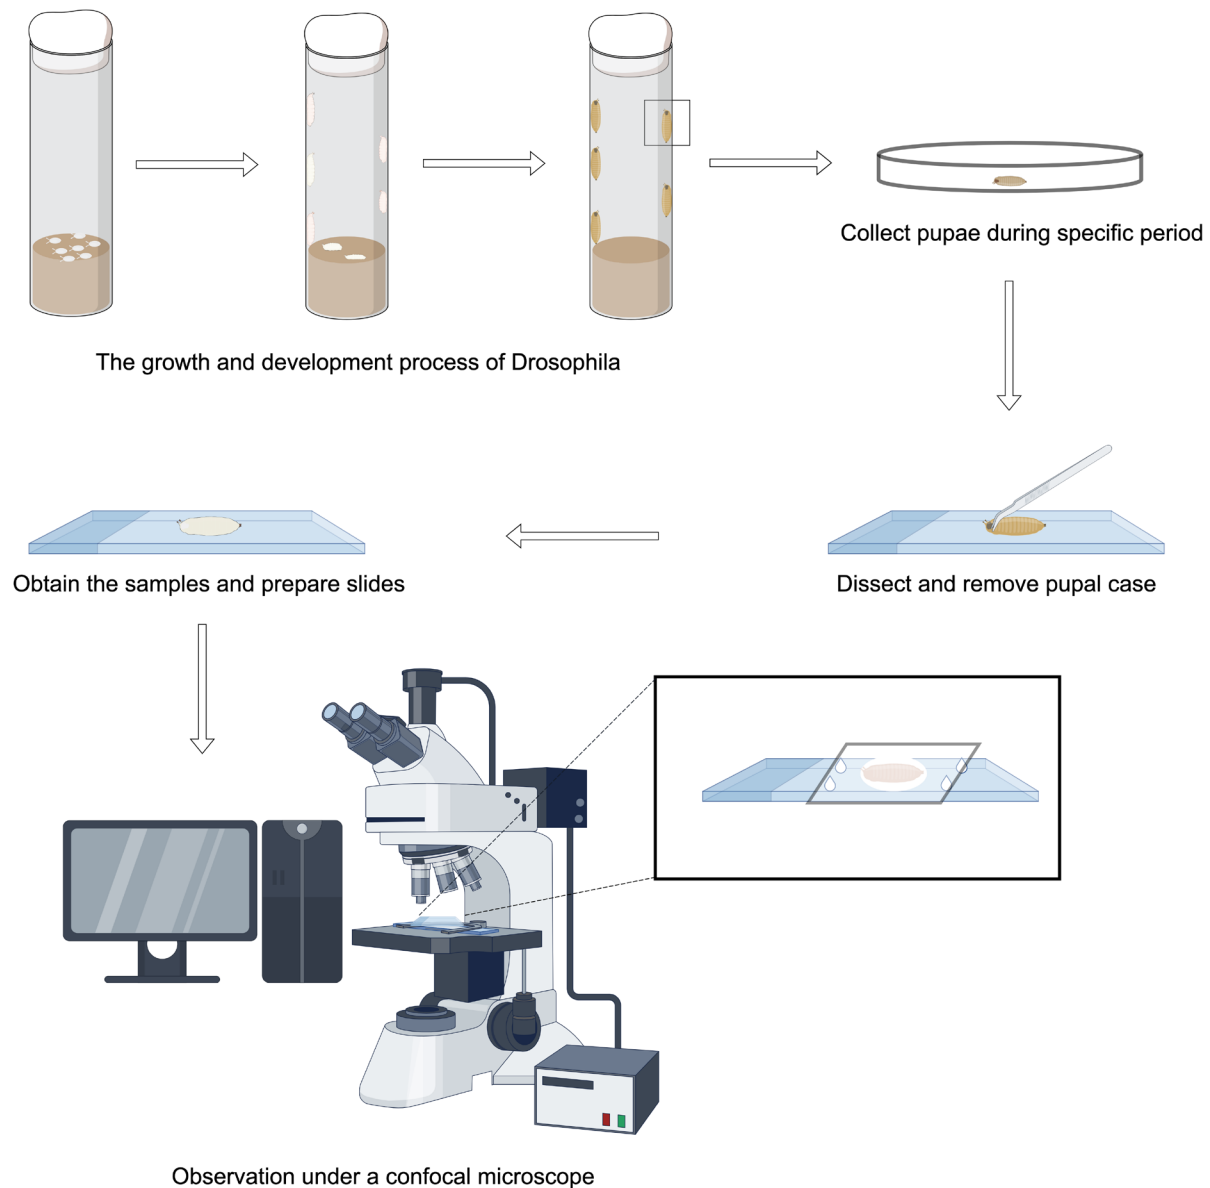 The growth and development process of Drosophila
Collect pupae during specific period
Dissect and remove pupal case
Obtain the samples and prepare slides
Observation under a confocal microscope